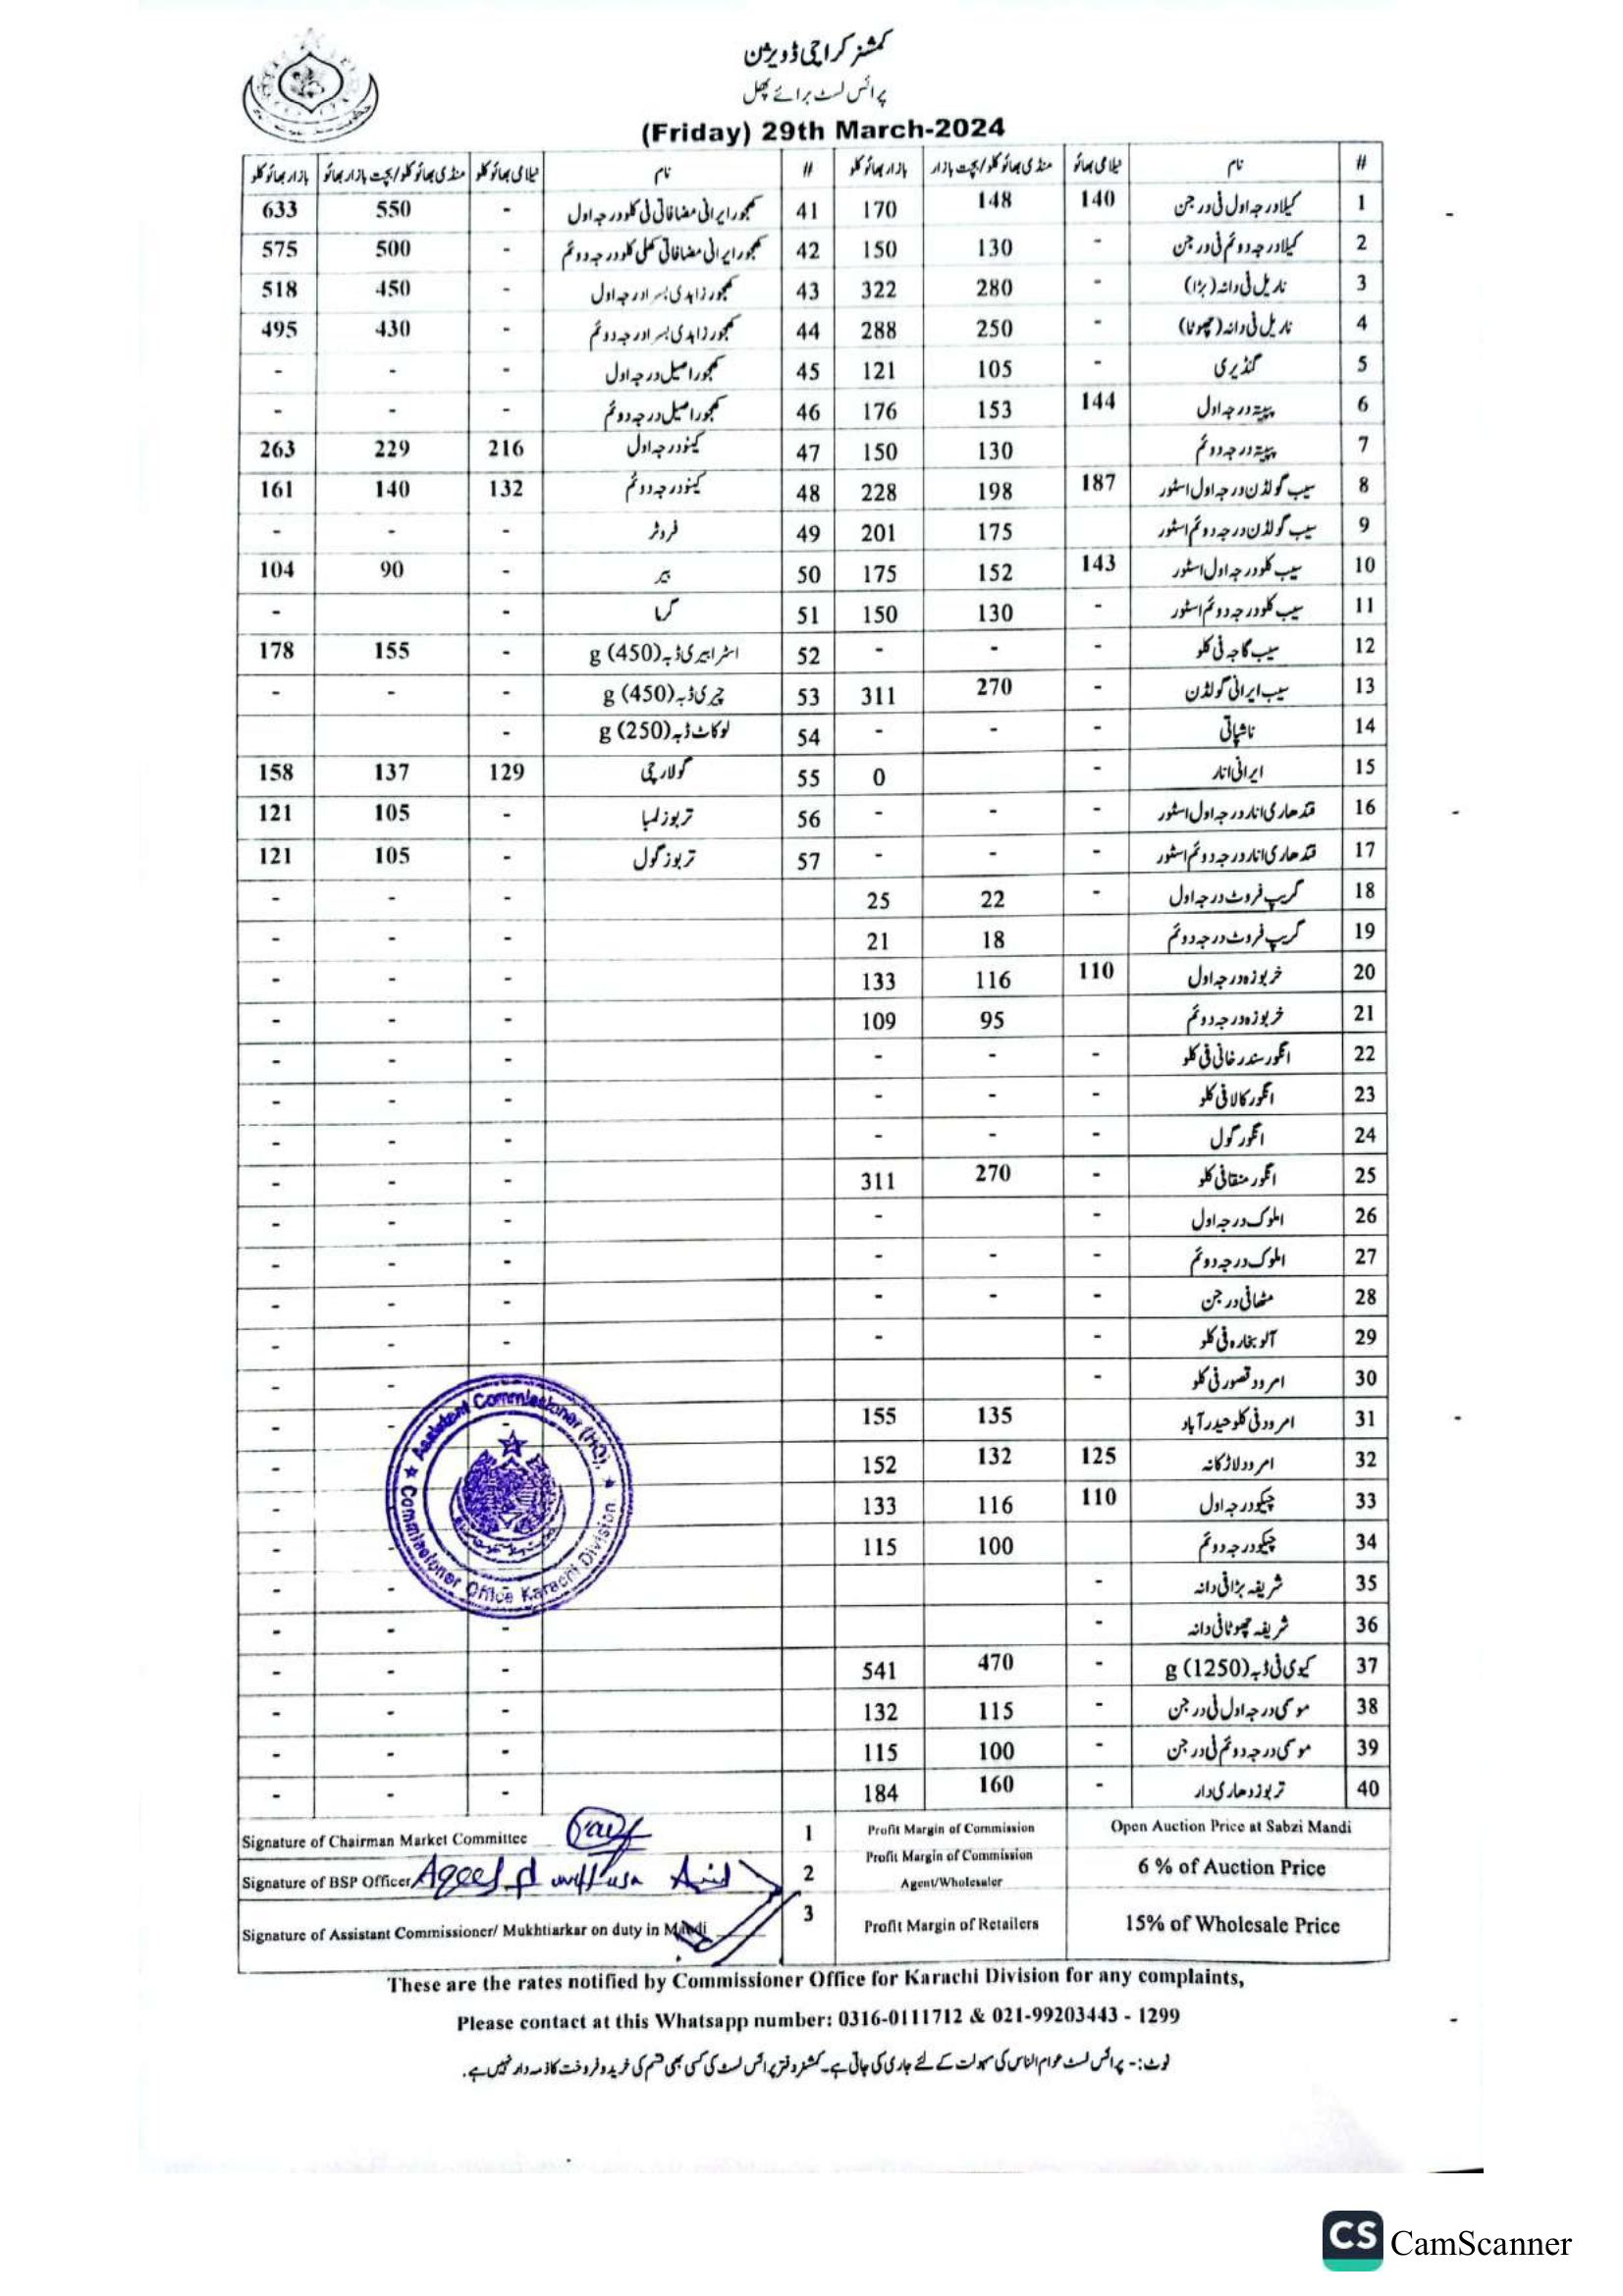 کمشنر کراچی ڈویژن
پرائس لسٹ برائے پھل
(Friday) 29th March-2024
# نام نیلامی بھائو منڈی بھائو کلو/بچت بازار بازار بھائو کلو # نام نیلامی بھائو کلو منڈی بھائو کلو/بچت بازار بھائو بازار بھائو کلو
1 کیلا درجہ اول فی درجن 140 148 170 41 کھجور ایرانی مضافاتی فی کلو درجہ اول - 550 633
2 کیلا درجہ دوئم فی درجن - 130 150 42 کھجور ایرانی مضافاتی کھلی کلو درجہ دوئم - 500 575
3 ناریل فی دانہ (بڑا) - 280 322 43 کھجور زاہدی بسرا درجہ اول - 450 518
4 ناریل فی دانہ (چھوٹا) - 250 288 44 کھجور زاہدی بسرا درجہ دوئم - 430 495
5 گنڈیری - 105 121 45 کھجور اصیل درجہ اول - - -
6 پپیتہ درجہ اول 144 153 176 46 کھجور اصیل درجہ دوئم - - -
7 پپیتہ درجہ دوئم 130 150 47 کینو درجہ اول 216 229 263
8 سیب گولڈن درجہ اول اسٹور 187 198 228 48 کینو درجہ دوئم 132 140 161
9 سیب گولڈن درجہ دوئم اسٹور 175 201 49 فروٹر - - -
10 سیب کلو درجہ اول اسٹور 143 152 175 50 بیر - 90 104
11 سیب کلو درجہ دوئم اسٹور - 130 150 51 گرما - -
12 سیب گاجہ فی کلو - - - 52 اسٹرابیری ڈبہ (450) g - 155 178
13 سیب ایرانی گولڈن - 270 311 53 چیری ڈبہ (450) g - - -
14 ناشپاتی - - - 54 لوکاٹ ڈبہ (250) g -
15 ایرانی انار - 0 55 گولارچی 129 137 158
16 قندھاری انار درجہ اول اسٹور - - - 56 تربوز لمبا - 105 121
17 قندھاری انار درجہ دوئم اسٹور - - - 57 تربوز گول - 105 121
18 گریپ فروٹ درجہ اول - 22 25 - - -
19 گریپ فروٹ درجہ دوئم 18 21 - - -
20 خربوزہ درجہ اول 110 116 133 - - -
21 خربوزہ درجہ دوئم 95 109 - - -
22 انگور سندرخانی فی کلو - - - - - -
23 انگور کالا فی کلو - - - - - -
24 انگور گول - - - - - -
25 انگور منقا فی کلو - 270 311 - - -
26 املوک درجہ اول - - - - -
27 املوک درجہ دوئم - - - - - -
28 مٹھا فی درجن - - - - - -
29 آلو بخارہ فی کلو - - - - -
30 امرود قصور فی کلو - - -
31 امرود فی کلو حیدرآباد 135 155 - - -
32 امرود لاڑکانہ 125 132 152 -
33 چیکو درجہ اول 110 116 133 -
34 چیکو درجہ دوئم 100 115 - -
35 شریفہ بڑا فی دانہ - - - -
36 شریفہ چھوٹا فی دانہ - - - -
37 کیوی فی ڈبہ (1250) g - 470 541 - - -
38 موسمی درجہ اول فی درجن - 115 132 - - -
39 موسمی درجہ دوئم فی درجن - 100 115 - - -
40 تربوز دھاری دار - 160 184 - - -
Assistant Commissioner (HQ),
Commissioner Office Karachi Division
Signature of Chairman Market Committee 1 Profit Margin of Commission Open Auction Price at Sabzi Mandi
Signature of BSP Officer 2 Profit Margin of Commission Agent/Wholesaler 6 % of Auction Price
Signature of Assistant Commissioner/ Mukhtiarkar on duty in Mandi 3 Profit Margin of Retailers 15% of Wholesale Price
These are the rates notified by Commissioner Office for Karachi Division for any complaints,
Please contact at this Whatsapp number: 0316-0111712 & 021-99203443 - 1299
نوٹ:- پرائس لسٹ عوام الناس کی سہولت کے لئے جاری کی جاتی ہے۔ کمشنر دفتر پرائس لسٹ کی کسی بھی قسم کی خرید و فروخت کا ذمہ دار نہیں ہے.
CS CamScanner